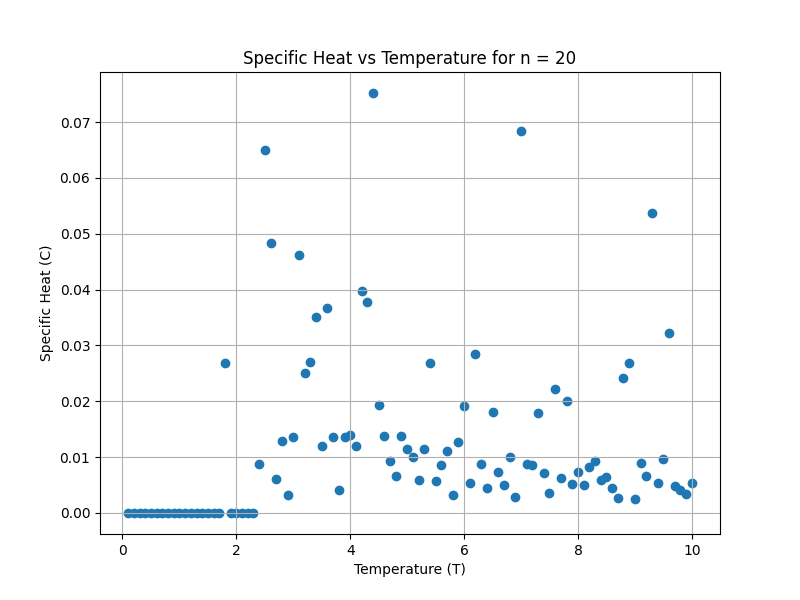 Specific Heat vs Temperature for n = 20
Specific Heat (C)
0.07
0.06
0.05
0.04
0.03
0.02
0.01
0.00
0 2 4 6 8 10
Temperature (T)